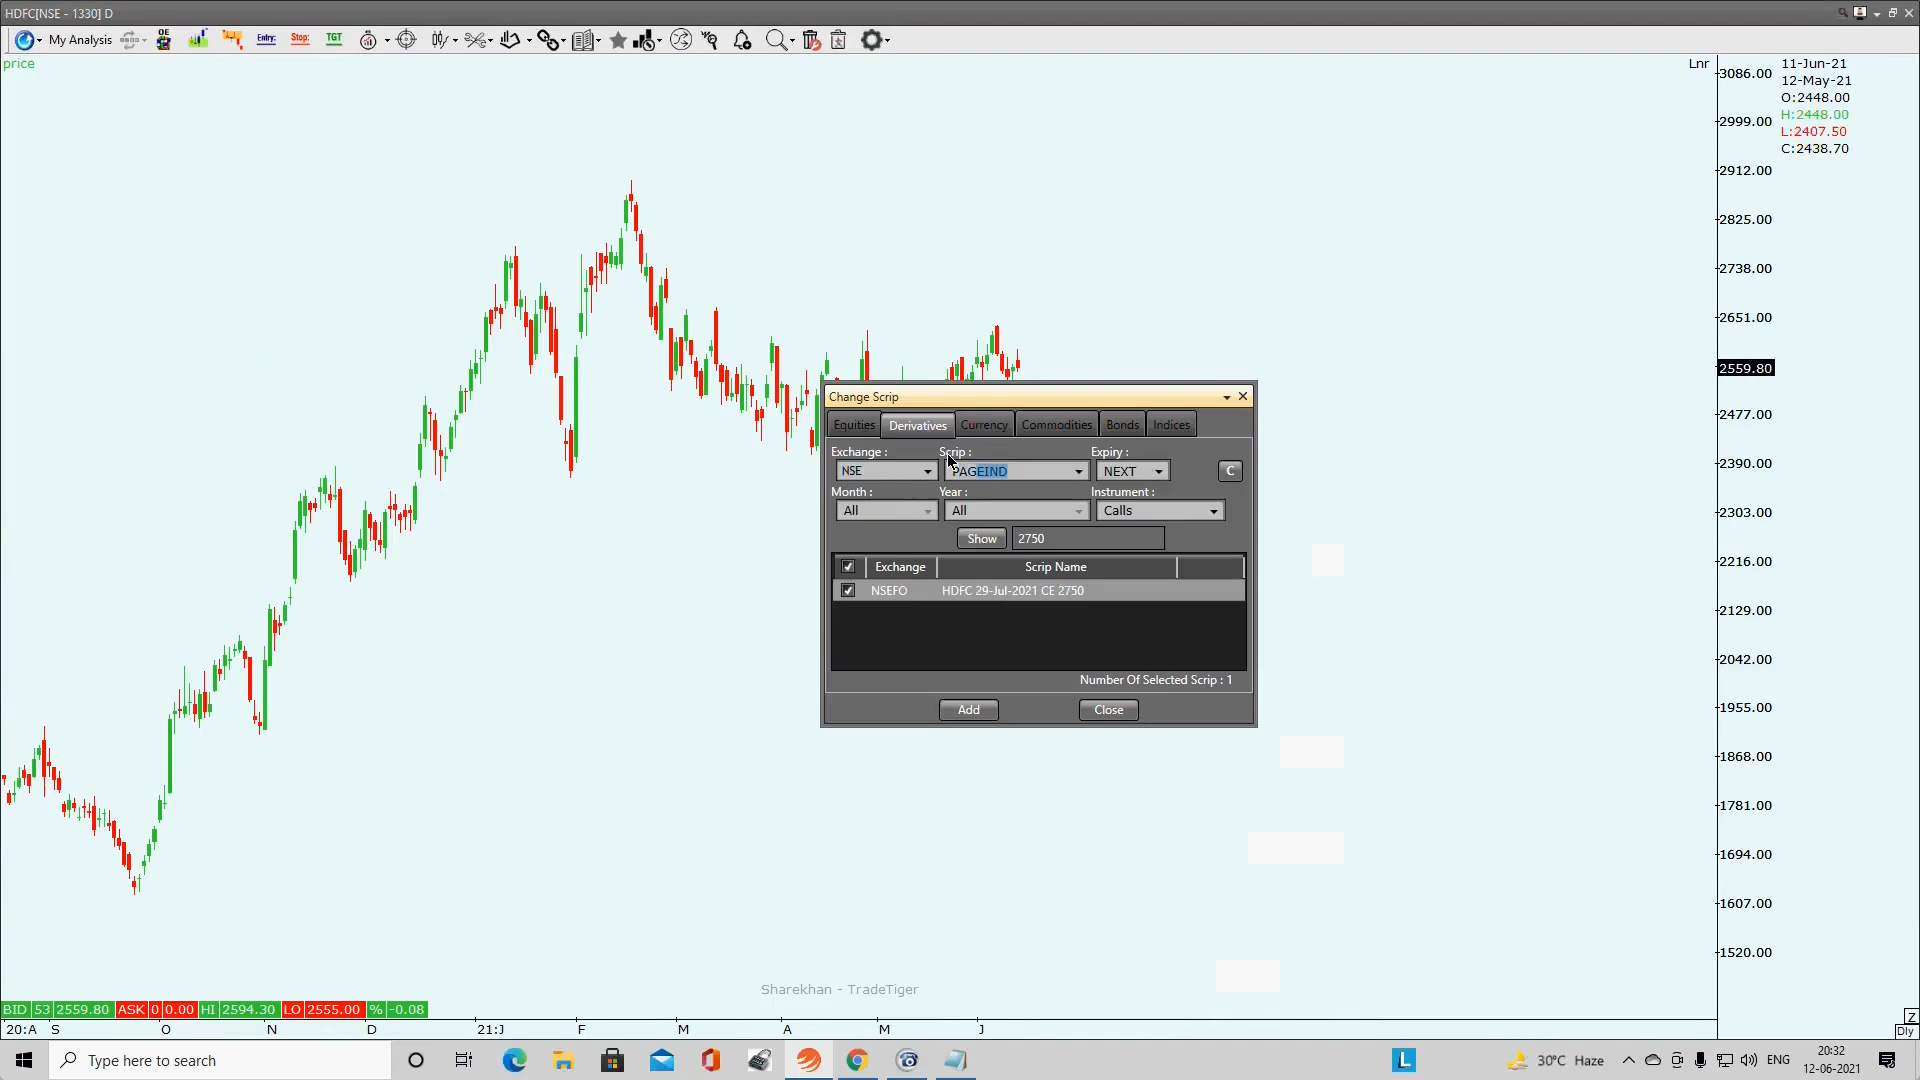 HDFC[NSE - 1330] D
My Analysis OE Entry: Stop: TGT
price
Lnr
3086.00
2999.00
2912.00
2825.00
2738.00
2651.00
2559.80
2477.00
2390.00
2303.00
2216.00
2129.00
2042.00
1955.00
1868.00
1781.00
1694.00
1607.00
1520.00
11-Jun-21
12-May-21
O:2448.00
H:2448.00
L:2407.50
C:2438.70
Change Scrip
Equities Derivatives Currency Commodities Bonds Indices
Exchange : Scrip : Expiry :
NSE PAGEIND NEXT C
Month : Year : Instrument :
All All Calls
Show 2750
Exchange Scrip Name
NSEFO HDFC 29-Jul-2021 CE 2750
Number Of Selected Scrip : 1
Add Close
Sharekhan - TradeTiger
BID 53 2559.80 ASK 0 0.00 HI 2594.30 LO 2555.00 % -0.08
20:A S O N D 21:J F M A M J
Z
Dly
Type here to search
L
30°C Haze
ENG
20:32
12-06-2021